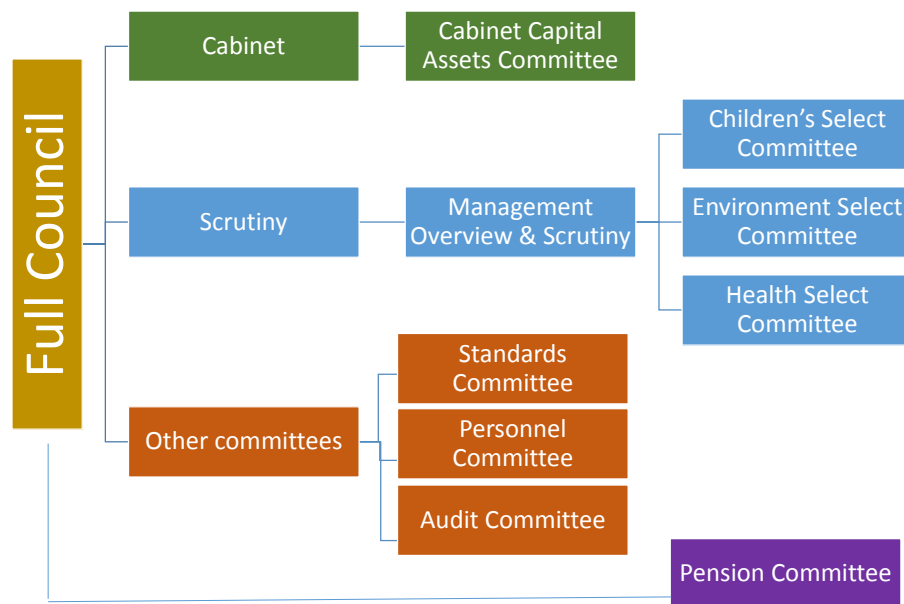 Full Council
Cabinet
Cabinet Capital
Assets Committee
Scrutiny
Management
Overview & Scrutiny
Children’s Select
Committee
Environment Select
Committee
Health Select
Committee
Other committees
Standards
Committee
Personnel
Committee
Audit Committee
Pension Committee